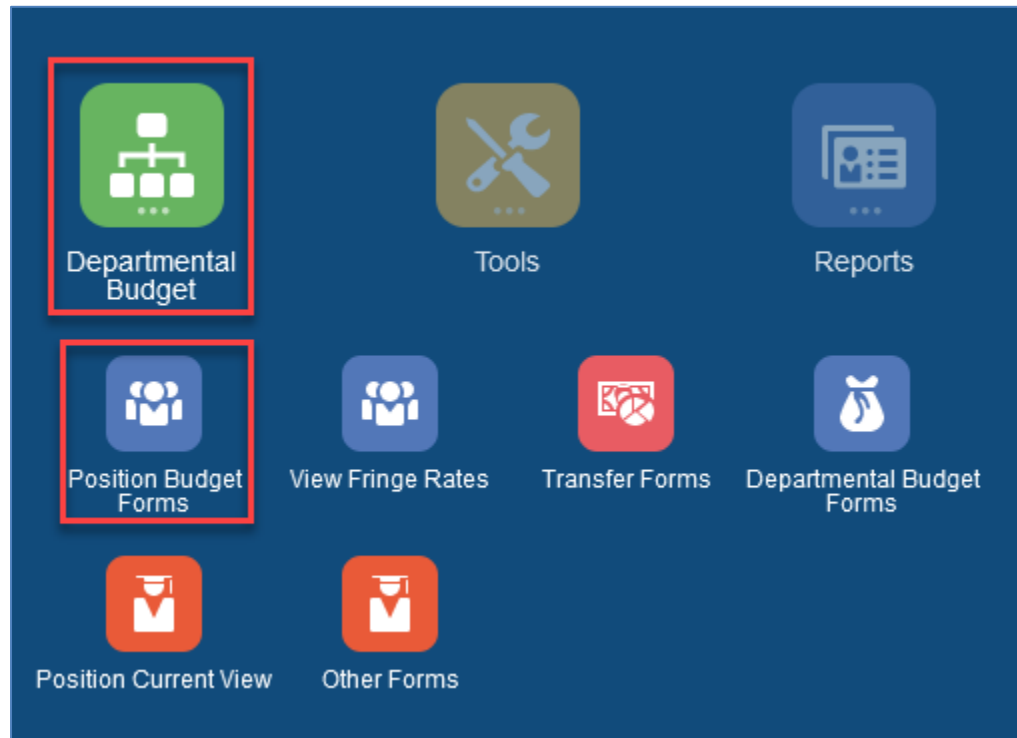 Departmental
Budget
Tools
Reports
Position Budget
Forms
View Fringe Rates
Transfer Forms
Departmental Budget
Forms
Position Current View
Other Forms